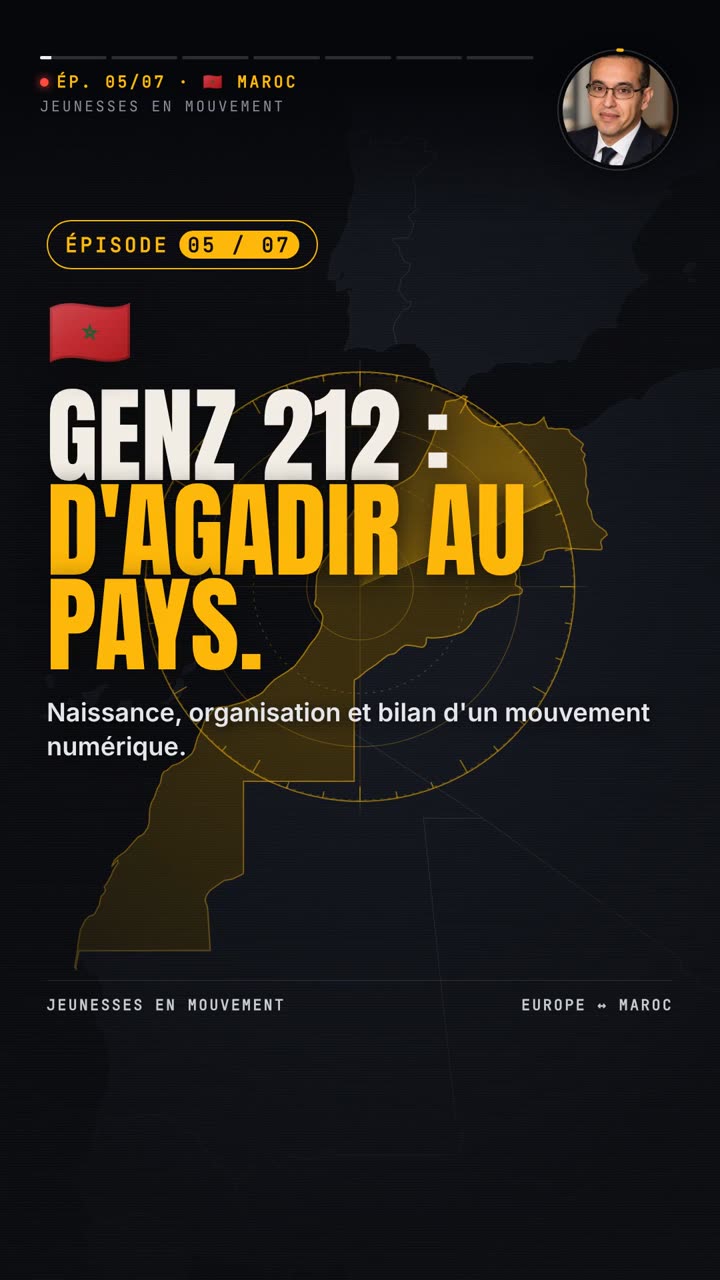 ÉP. 05/07 · 🇲🇦 MAROC
JEUNESSES EN MOUVEMENT
ÉPISODE 05 / 07
GENZ 212 :
D'AGADIR AU
PAYS.
Naissance, organisation et bilan d'un mouvement
numérique.
JEUNESSES EN MOUVEMENT
EUROPE ↔ MAROC